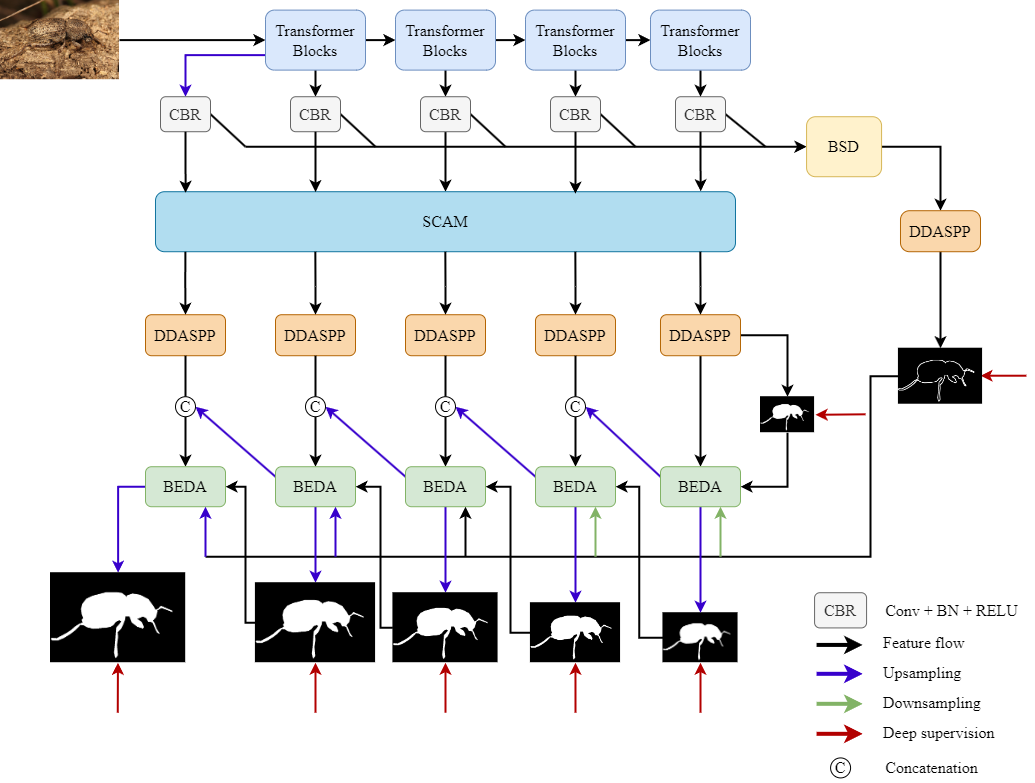 Transformer
Blocks
Transformer
Blocks
Transformer
Blocks
Transformer
Blocks
CBR
CBR
CBR
CBR
CBR
BSD
SCAM
DDASPP
DDASPP
DDASPP
DDASPP
DDASPP
DDASPP
C
C
C
C
BEDA
BEDA
BEDA
BEDA
BEDA
CBR
Conv + BN + RELU
Feature flow
Upsampling
Downsampling
Deep supervision
C
Concatenation